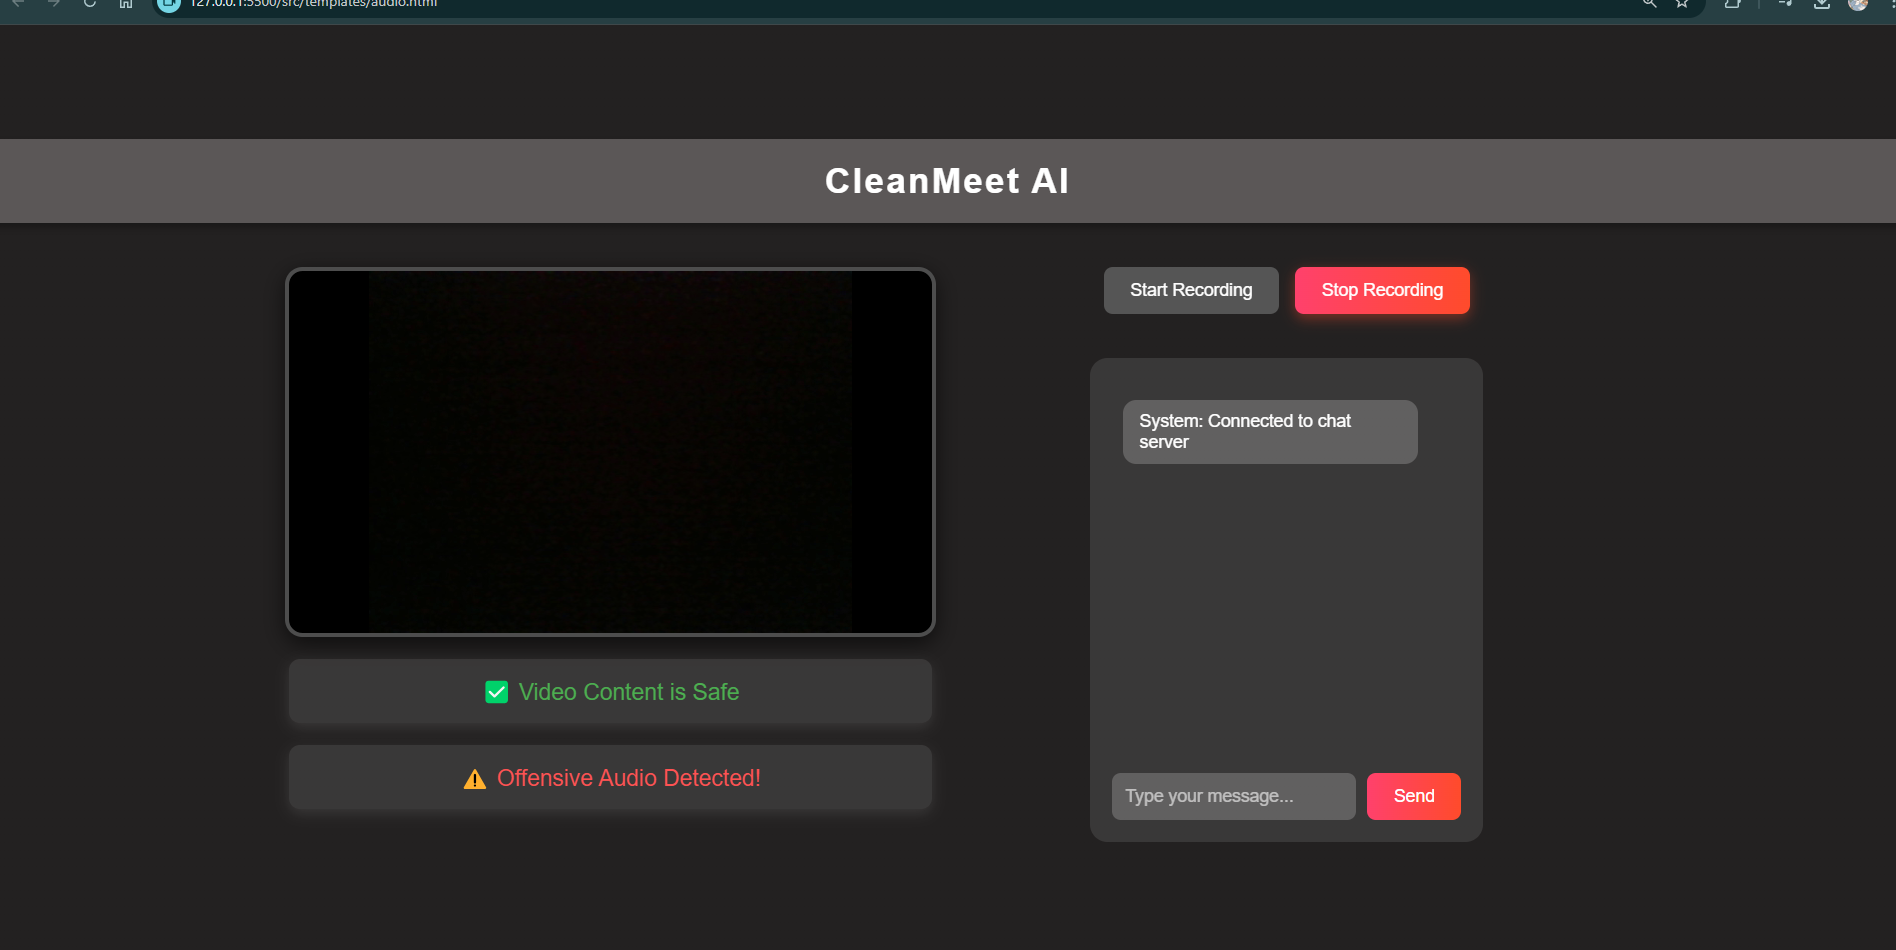 127.0.0.1:5500/src/templates/audio.html
CleanMeet AI
Start Recording
Stop Recording
System: Connected to chat
server
✅ Video Content is Safe
⚠ Offensive Audio Detected!
Type your message...
Send